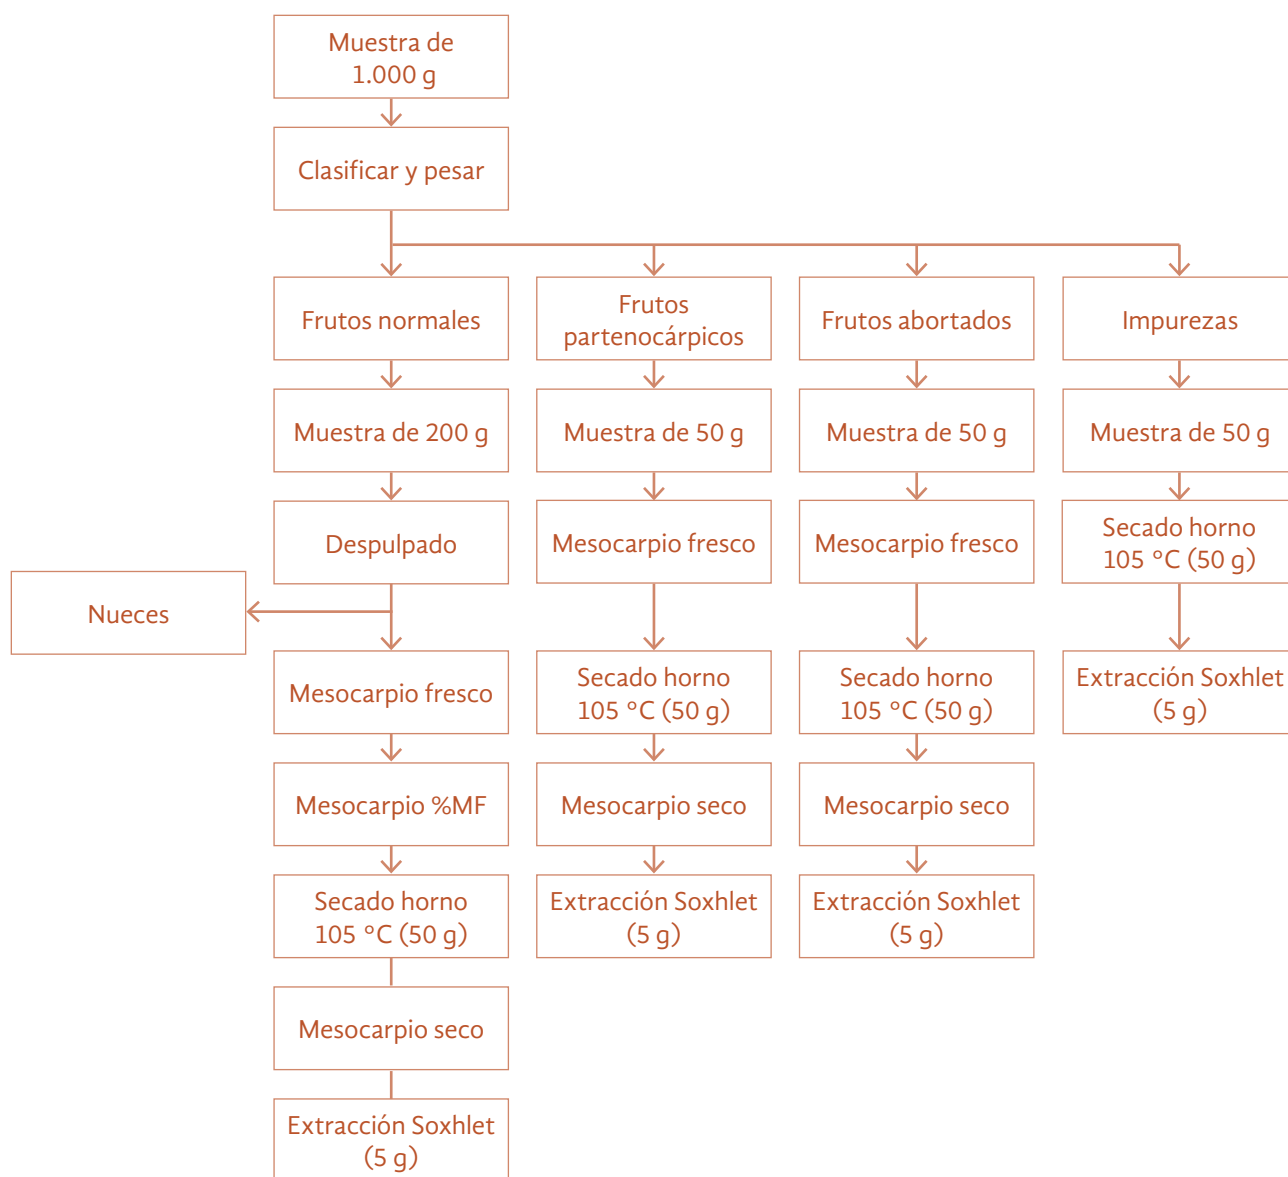 Muestra de
1.000 g
Clasificar y pesar
Frutos normales
Frutos
partenocárpicos
Frutos abortados
Impurezas
Muestra de 200 g
Muestra de 50 g
Muestra de 50 g
Muestra de 50 g
Despulpado
Mesocarpio fresco
Mesocarpio fresco
Secado horno
105 °C (50 g)
Nueces
Mesocarpio fresco
Secado horno
105 °C (50 g)
Secado horno
105 °C (50 g)
Extracción Soxhlet
(5 g)
Mesocarpio %MF
Mesocarpio seco
Mesocarpio seco
Secado horno
105 °C (50 g)
Extracción Soxhlet
(5 g)
Extracción Soxhlet
(5 g)
Mesocarpio seco
Extracción Soxhlet
(5 g)